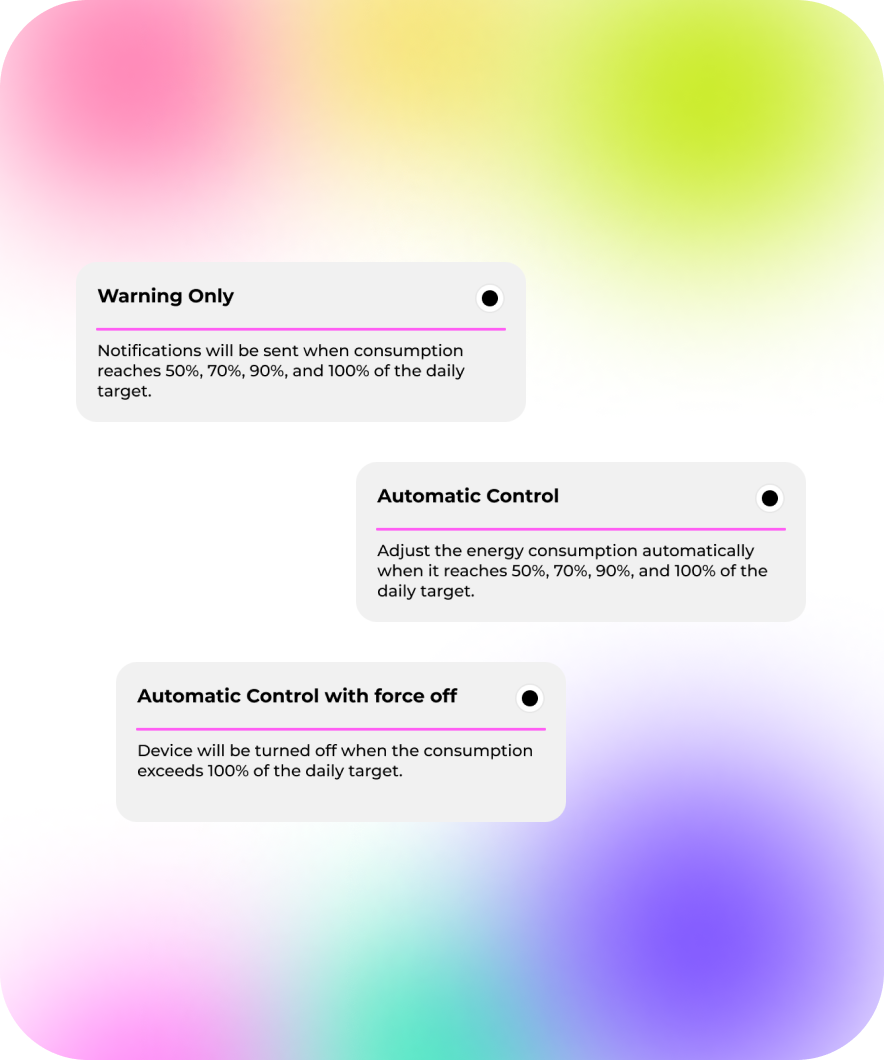 Warning Only
Notifications will be sent when consumption
reaches 50%, 70%, 90%, and 100% of the daily
target.
Automatic Control
Adjust the energy consumption automatically
when it reaches 50%, 70%, 90%, and 100% of the
daily target.
Automatic Control with force off
Device will be turned off when the consumption
exceeds 100% of the daily target.